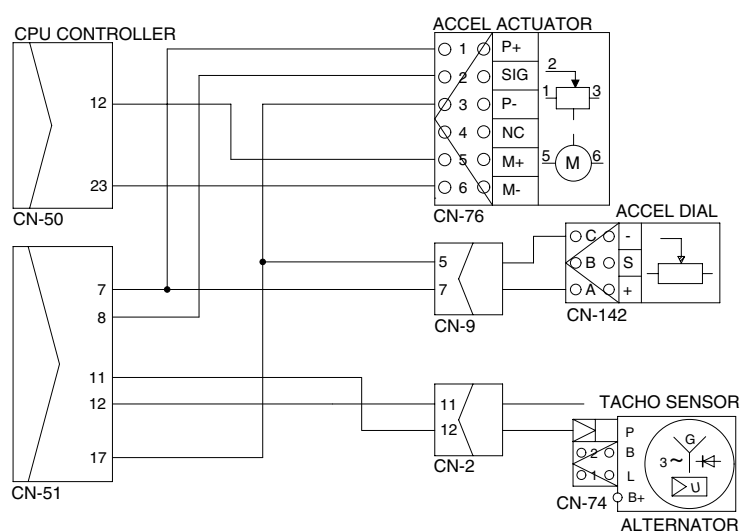 CPU CONTROLLER
ACCEL ACTUATOR
1 P+
2 SIG
12 3 P-
4 NC
5 M+
23 6 M-
2
1 3
5 M 6
CN-50
CN-76
ACCEL DIAL
C -
5 B S
7 7 A +
8
CN-9
CN-142
11
12 11
12
TACHO SENSOR
P
2 B
1 L
B+
G
3~
U
17
CN-2
CN-51
CN-74
ALTERNATOR